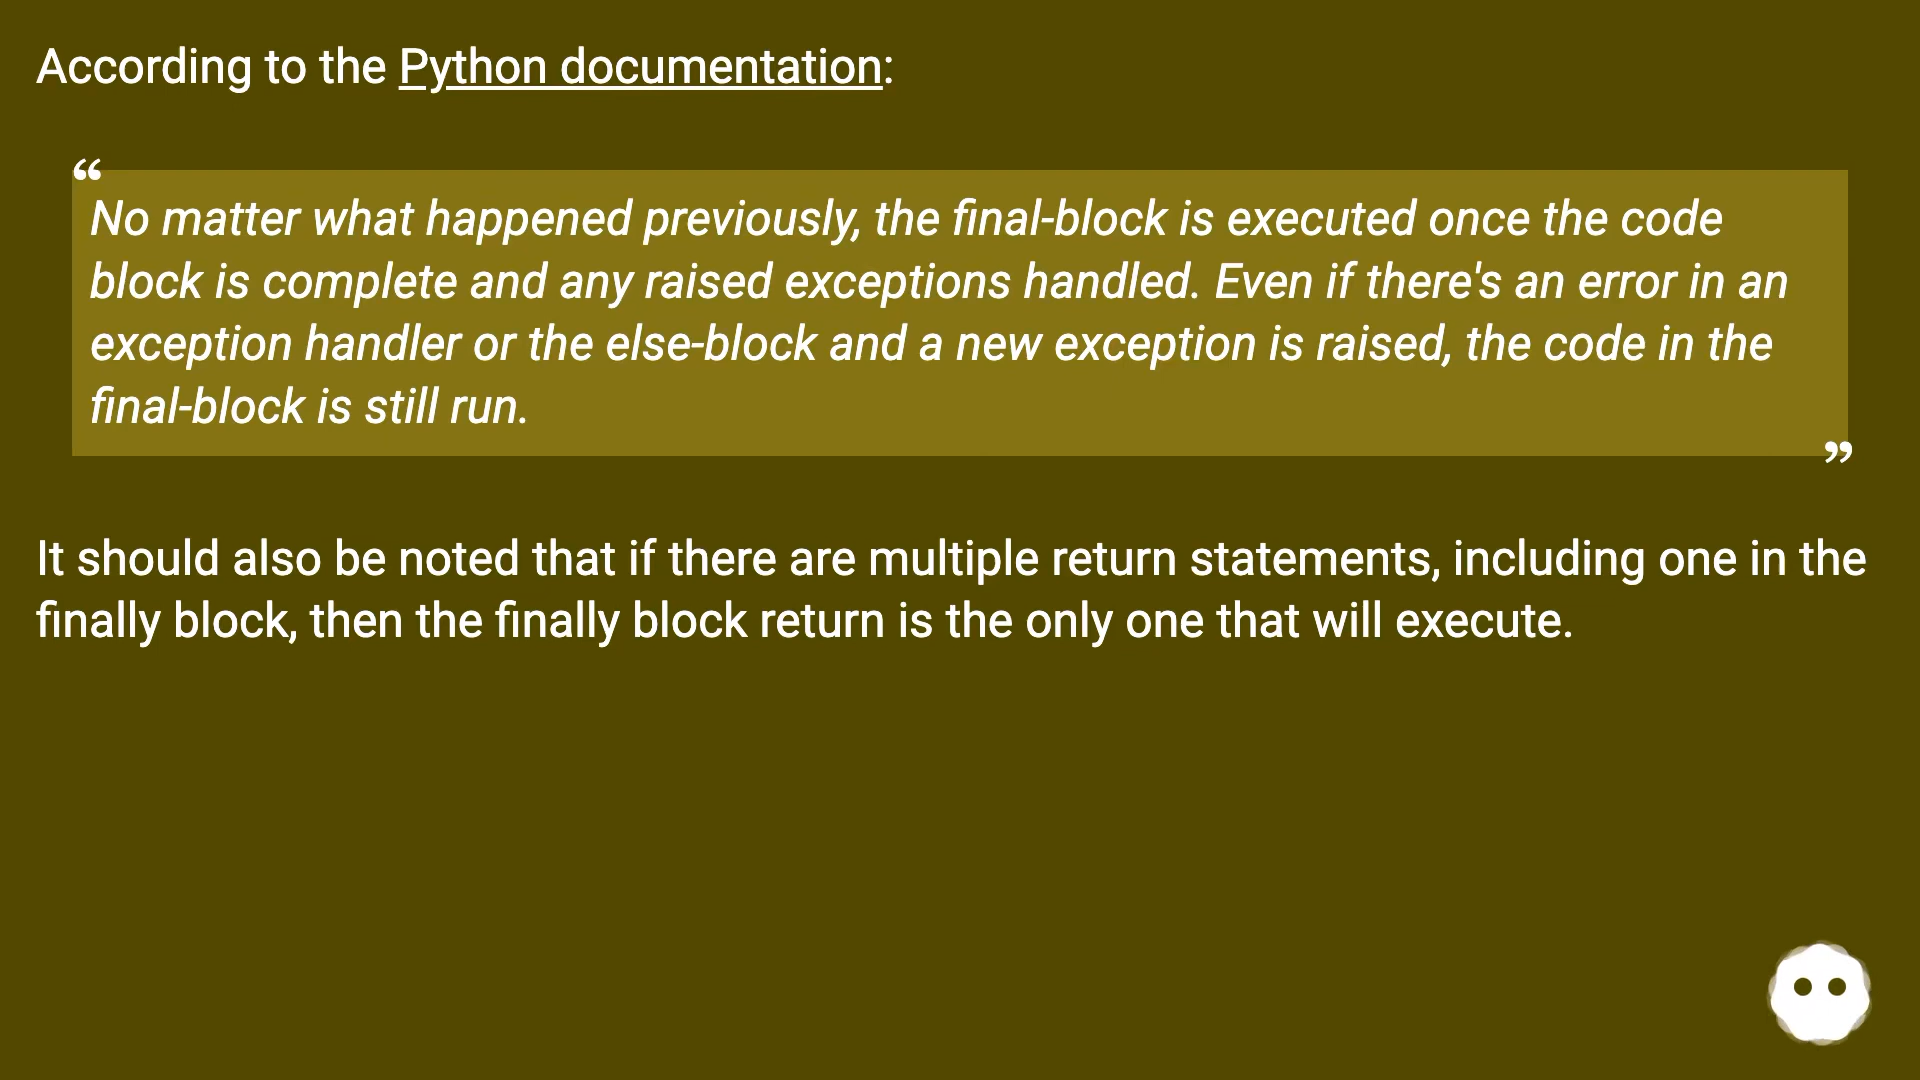 According to the Python documentation:
“
No matter what happened previously, the final-block is executed once the code
block is complete and any raised exceptions handled. Even if there's an error in an
exception handler or the else-block and a new exception is raised, the code in the
final-block is still run.
”
It should also be noted that if there are multiple return statements, including one in the
finally block, then the finally block return is the only one that will execute.